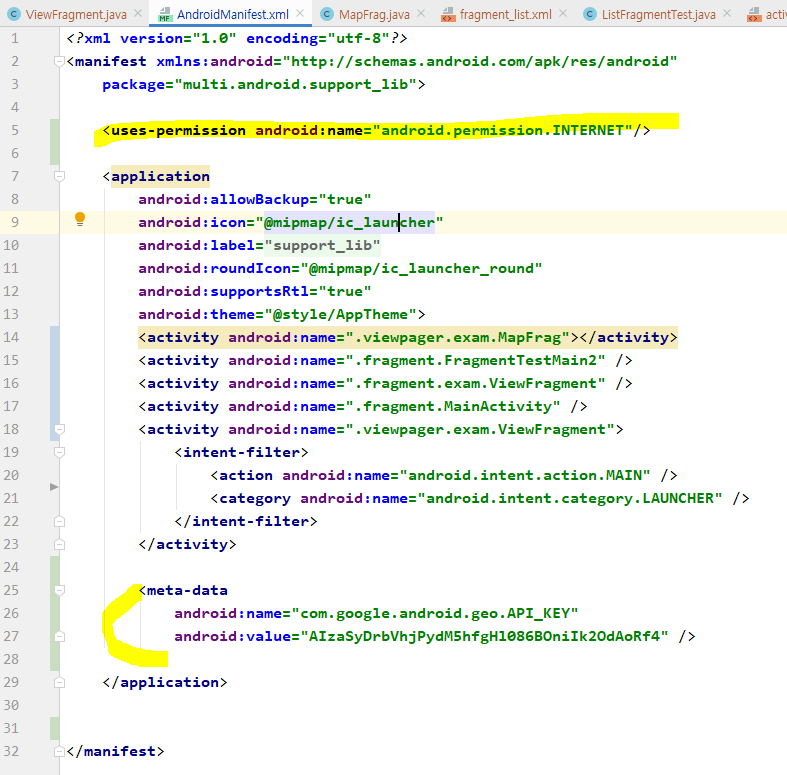 ViewFragment.java AndroidManifest.xml MapFrag.java fragment_list.xml ListFragmentTest.java activ
1 <?xml version="1.0" encoding="utf-8"?>
2 <manifest xmlns:android="http://schemas.android.com/apk/res/android"
3 package="multi.android.support_lib">
4
5 <uses-permission android:name="android.permission.INTERNET"/>
6
7 <application
8 android:allowBackup="true"
9 android:icon="@mipmap/ic_launcher"
10 android:label="support_lib"
11 android:roundIcon="@mipmap/ic_launcher_round"
12 android:supportsRtl="true"
13 android:theme="@style/AppTheme">
14 <activity android:name=".viewpager.exam.MapFrag"></activity>
15 <activity android:name=".fragment.FragmentTestMain2" />
16 <activity android:name=".fragment.exam.ViewFragment" />
17 <activity android:name=".fragment.MainActivity" />
18 <activity android:name=".viewpager.exam.ViewFragment">
19 <intent-filter>
20 <action android:name="android.intent.action.MAIN" />
21 <category android:name="android.intent.category.LAUNCHER" />
22 </intent-filter>
23 </activity>
24
25 <meta-data
26 android:name="com.google.android.geo.API_KEY"
27 android:value="AIzaSyDrbVhjPydM5hfgHl086BOniIk2OdAoRf4" />
28
29 </application>
30
31
32 </manifest>